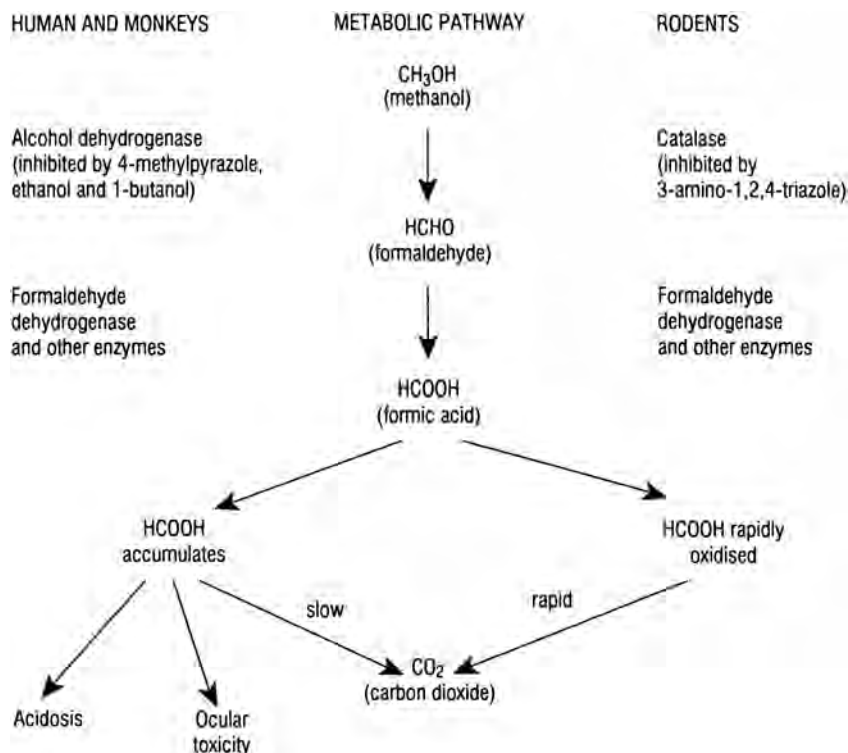 HUMAN AND MONKEYS
METABOLIC PATHWAY
RODENTS
CH₃OH
(methanol)
Alcohol dehydrogenase
(inhibited by 4-methylpyrazole,
ethanol and 1-butanol)
Catalase
(inhibited by
3-amino-1,2,4-triazole)
HCHO
(formaldehyde)
Formaldehyde
dehydrogenase
and other enzymes
Formaldehyde
dehydrogenase
and other enzymes
HCOOH
(formic acid)
HCOOH
accumulates
HCOOH rapidly
oxidised
slow
rapid
CO₂
(carbon dioxide)
Acidosis
Ocular
toxicity